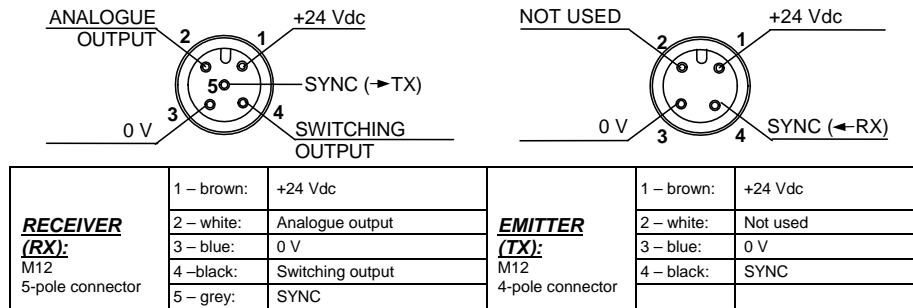 ANALOGUE
OUTPUT
2
1
+24 Vdc
5
SYNC (→TX)
3
4
0 V
SWITCHING
OUTPUT
NOT USED
2
1
+24 Vdc
0 V
3
4
SYNC (←RX)
RECEIVER
(RX):
M12
5-pole connector
1 – brown: +24 Vdc
2 – white: Analogue output
3 – blue: 0 V
4 –black: Switching output
5 – grey: SYNC
EMITTER
(TX):
M12
4-pole connector
1 – brown: +24 Vdc
2 – white: Not used
3 – blue: 0 V
4 – black: SYNC